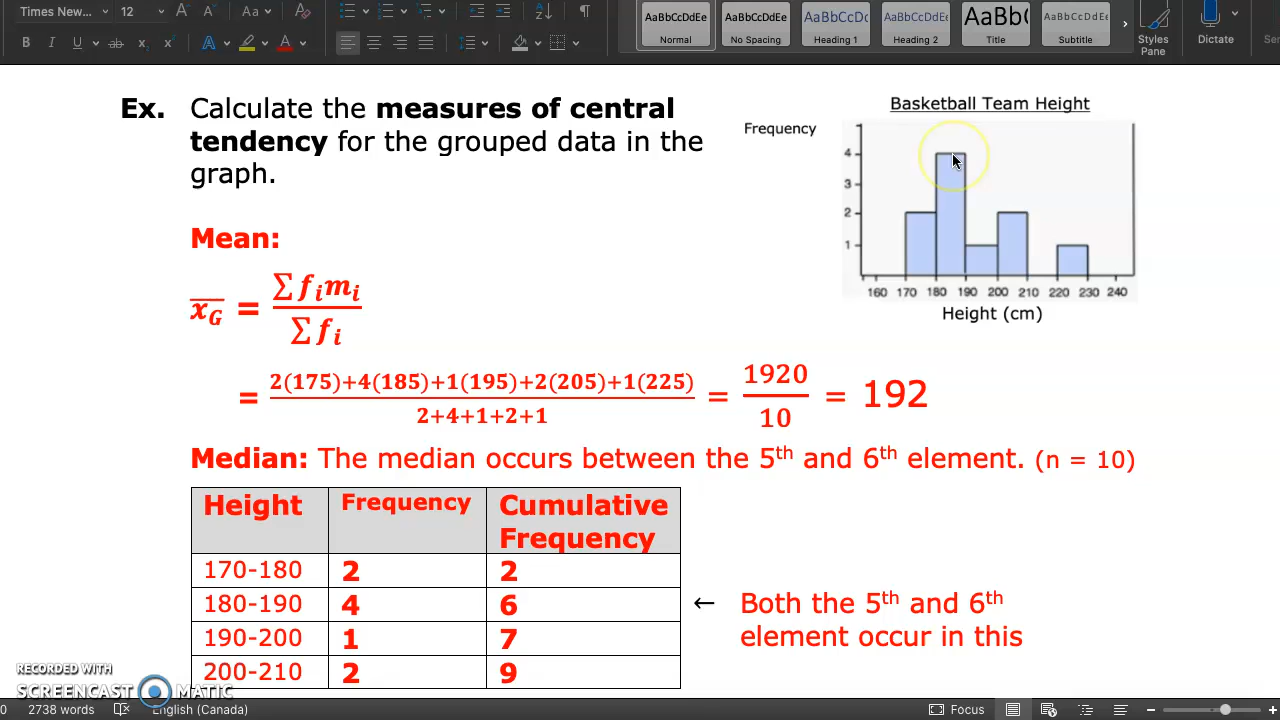 Times New... 12 Aa
AaBbCcDdEe AaBbCcDdEe AaBbCcDc AaBbCcDdEe AaBb( AaBbCcDdEe
Normal No Spacing Heading 1 Heading 2 Title Subtitle
Styles Pane
Dictate
B I U ab x x A A
Ex. Calculate the measures of central
tendency for the grouped data in the
graph.
Basketball Team Height
Frequency
4
3
2
1
160 170 180 190 200 210 220 230 240
Height (cm)
Mean:
x̄_G = ∑ f_i m_i / ∑ f_i
= 2(175)+4(185)+1(195)+2(205)+1(225) / 2+4+1+2+1 = 1920 / 10 = 192
Median: The median occurs between the 5th and 6th element. (n = 10)
Height Frequency Cumulative
Frequency
170-180 2 2
180-190 4 6
190-200 1 7
200-210 2 9
← Both the 5th and 6th
element occur in this
RECORDED WITH
SCREENCAST MATIC
2738 words English (Canada) Focus